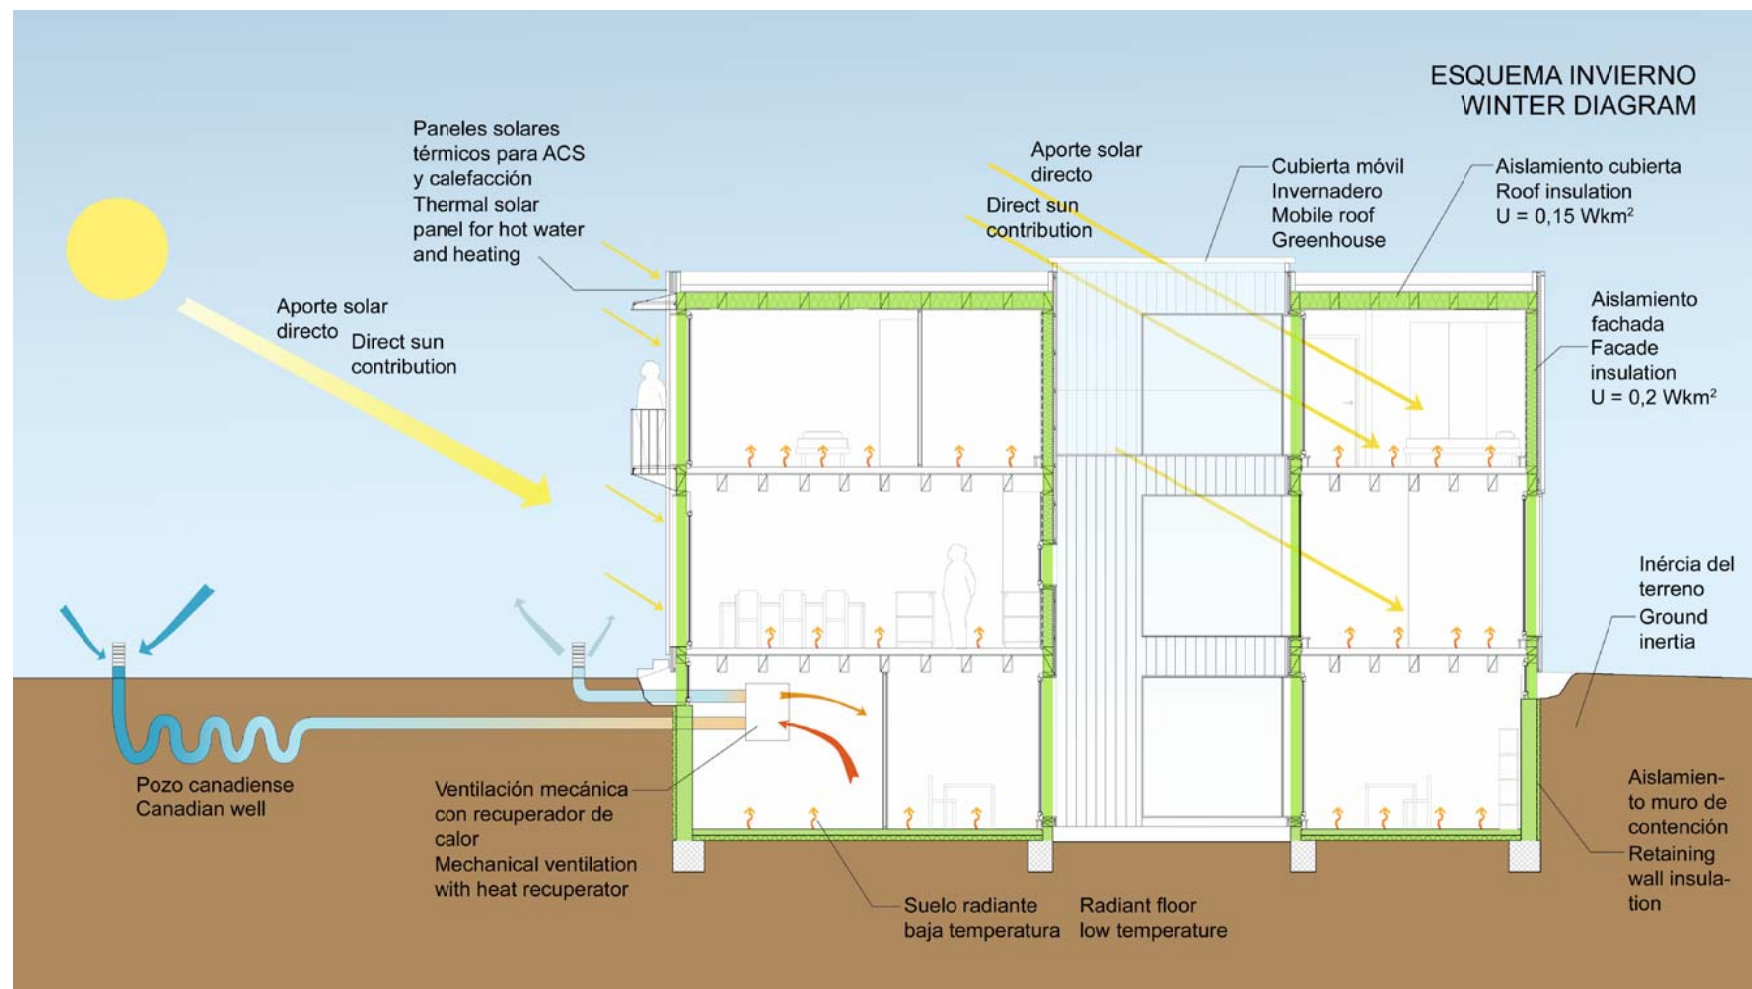 ESQUEMA INVIERNO
WINTER DIAGRAM
Paneles solares
térmicos para ACS
y calefacción
Thermal solar
panel for hot water
and heating
Aporte solar
directo
Direct sun
contribution
Aporte solar
directo
Direct sun
contribution
Cubierta móvil
Invernadero
Mobile roof
Greenhouse
Aislamiento cubierta
Roof insulation
U = 0,15 Wkm²
Aislamiento
fachada
Facade
insulation
U = 0,2 Wkm²
Inércia del
terreno
Ground
inertia
Pozo canadiense
Canadian well
Ventilación mecánica
con recuperador de
calor
Mechanical ventilation
with heat recuperator
Suelo radiante
baja temperatura
Radiant floor
low temperature
Aislamien-
to muro de
contención
Retaining
wall insula-
tion